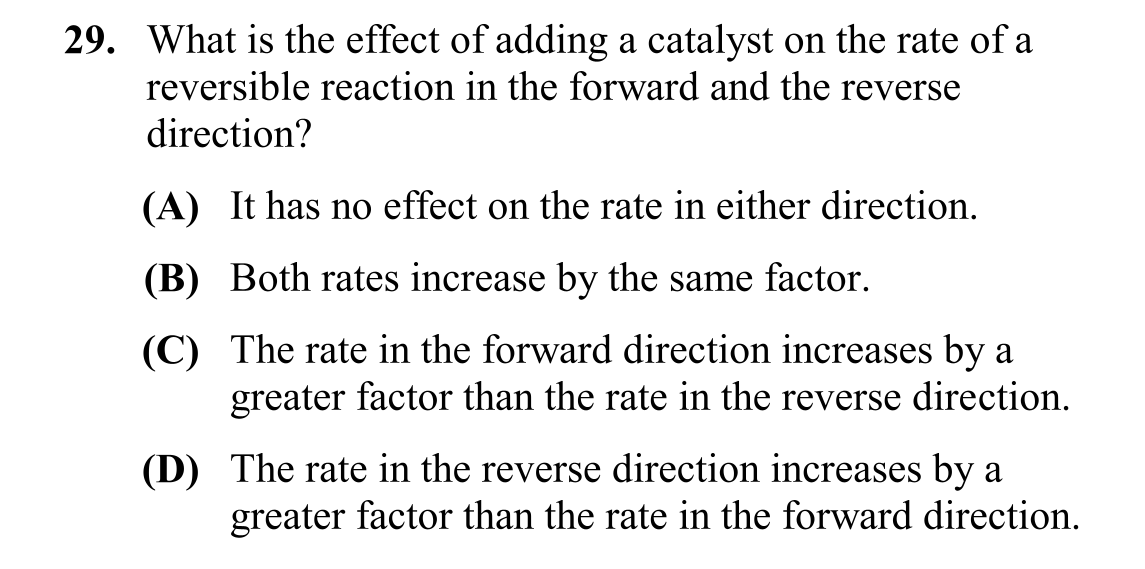 29. What is the effect of adding a catalyst on the rate of a
reversible reaction in the forward and the reverse
direction?
(A) It has no effect on the rate in either direction.
(B) Both rates increase by the same factor.
(C) The rate in the forward direction increases by a
greater factor than the rate in the reverse direction.
(D) The rate in the reverse direction increases by a
greater factor than the rate in the forward direction.